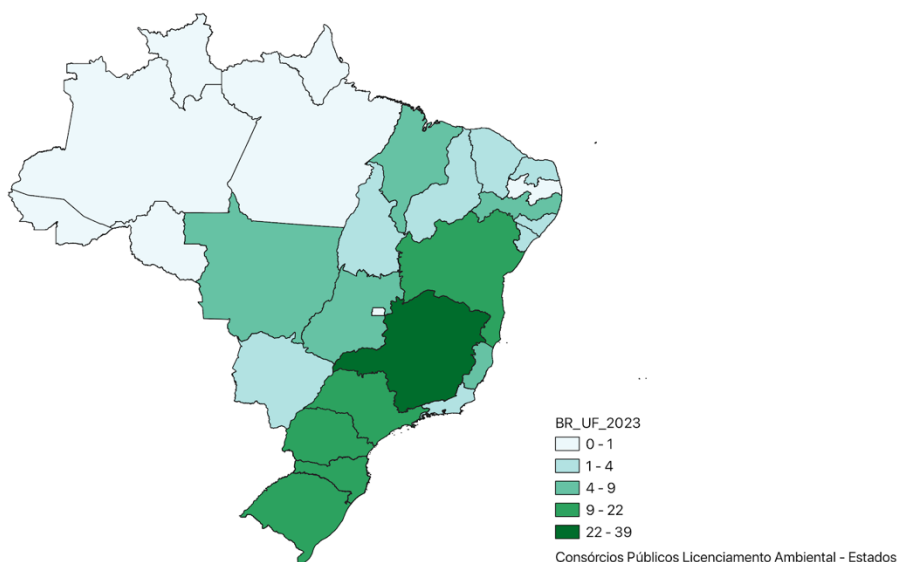 BR_UF_2023
0 - 1
1 - 4
4 - 9
9 - 22
22 - 39
Consórcios Públicos Licenciamento Ambiental - Estados